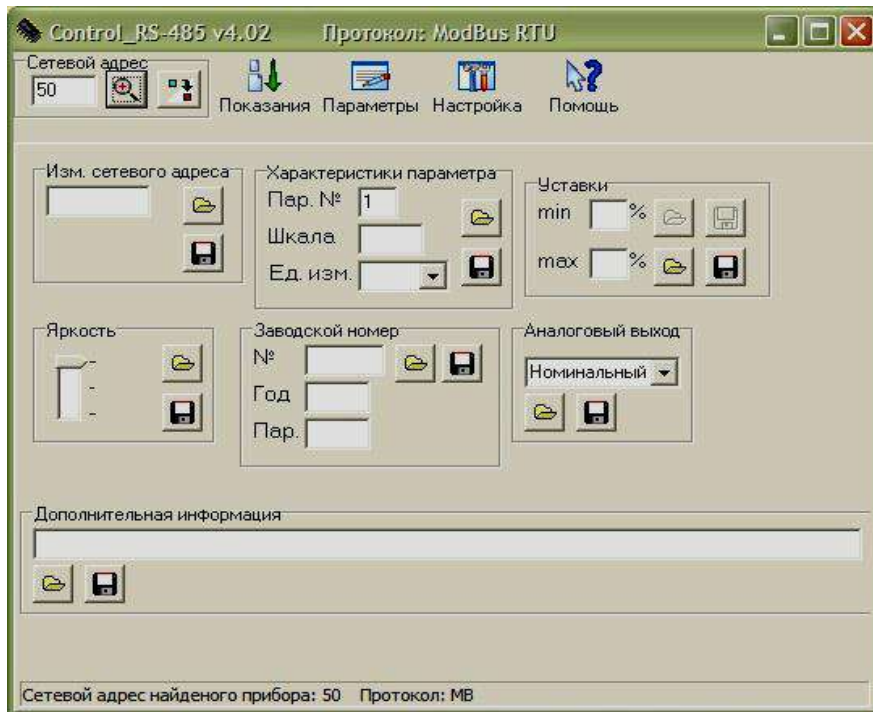 Control_RS-485 v4.02 Протокол: ModBus RTU
Сетевой адрес
50
Показания Параметры Настройка Помощь
Изм. сетевого адреса
Характеристики параметра
Пар. № 1
Шкала
Ед. изм.
Уставки
min %
max %
Яркость
Заводской номер
№
Год
Пар.
Аналоговый выход
Номинальный
Дополнительная информация
Сетевой адрес найденого прибора: 50 Протокол: MB